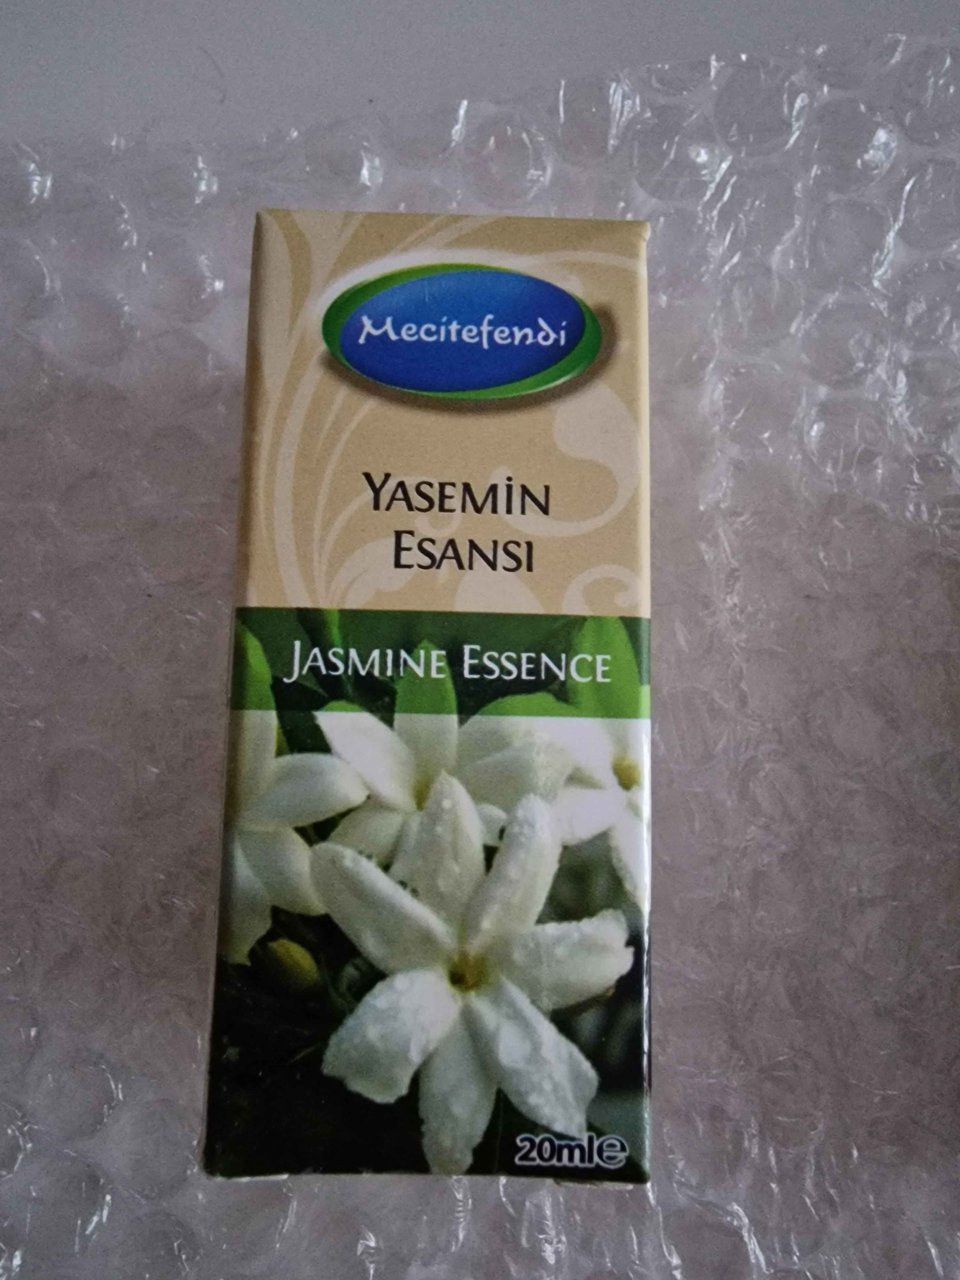 Mecitefendi
YASEMİN
ESANSI
JASMINE ESSENCE
20ml℮